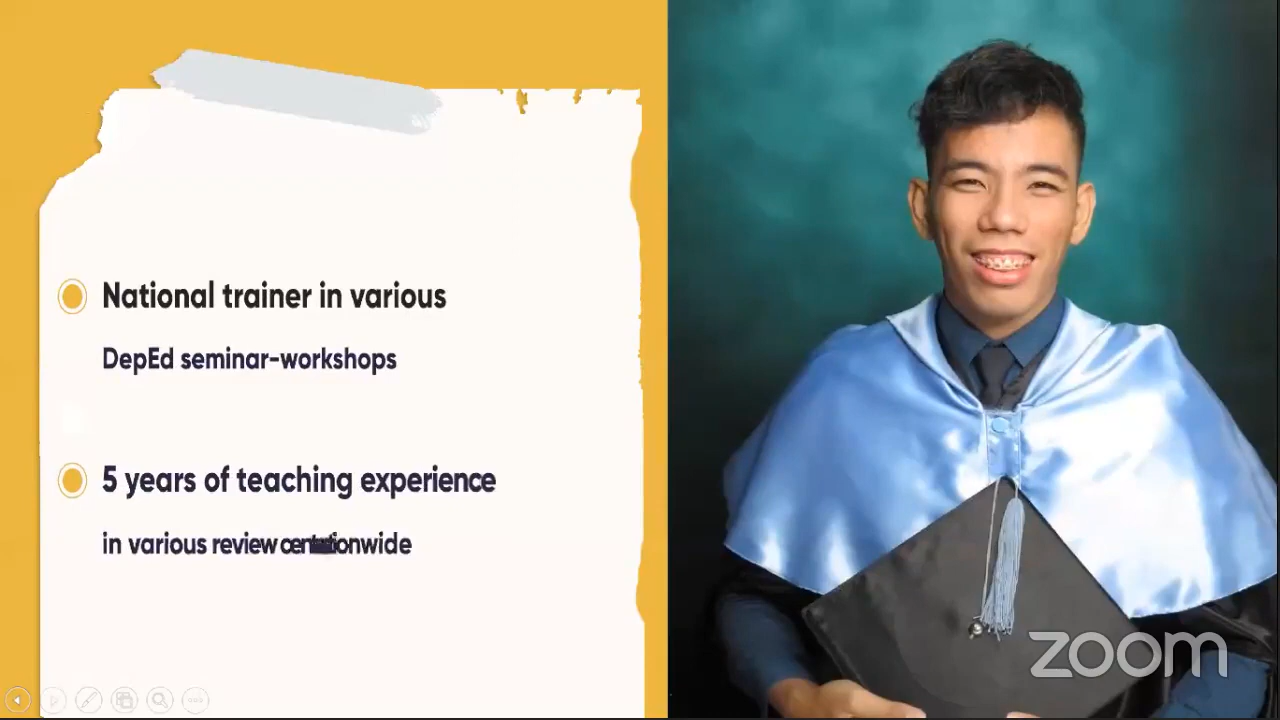 National trainer in various
DepEd seminar-workshops
5 years of teaching experience
in various review
zoom